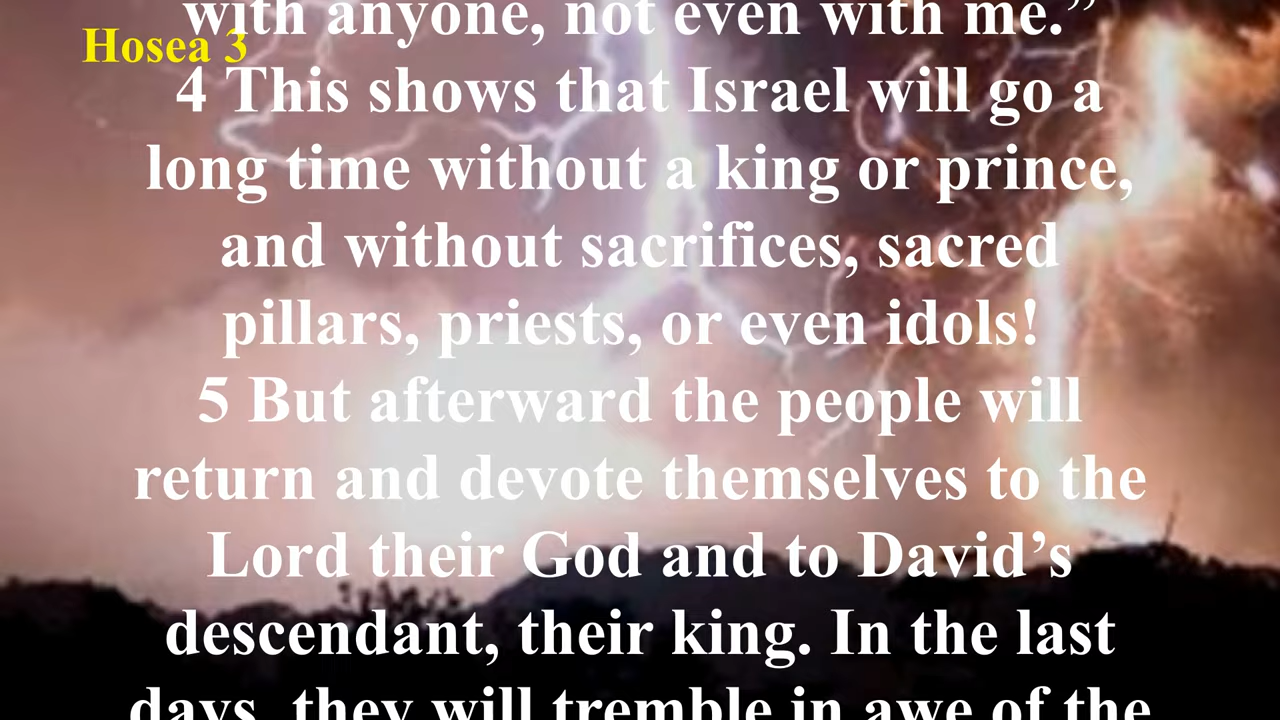 with anyone, not even with me.”
Hosea 3
4 This shows that Israel will go a
long time without a king or prince,
and without sacrifices, sacred
pillars, priests, or even idols!
5 But afterward the people will
return and devote themselves to the
Lord their God and to David’s
descendant, their king. In the last
days, they will tremble in awe of the